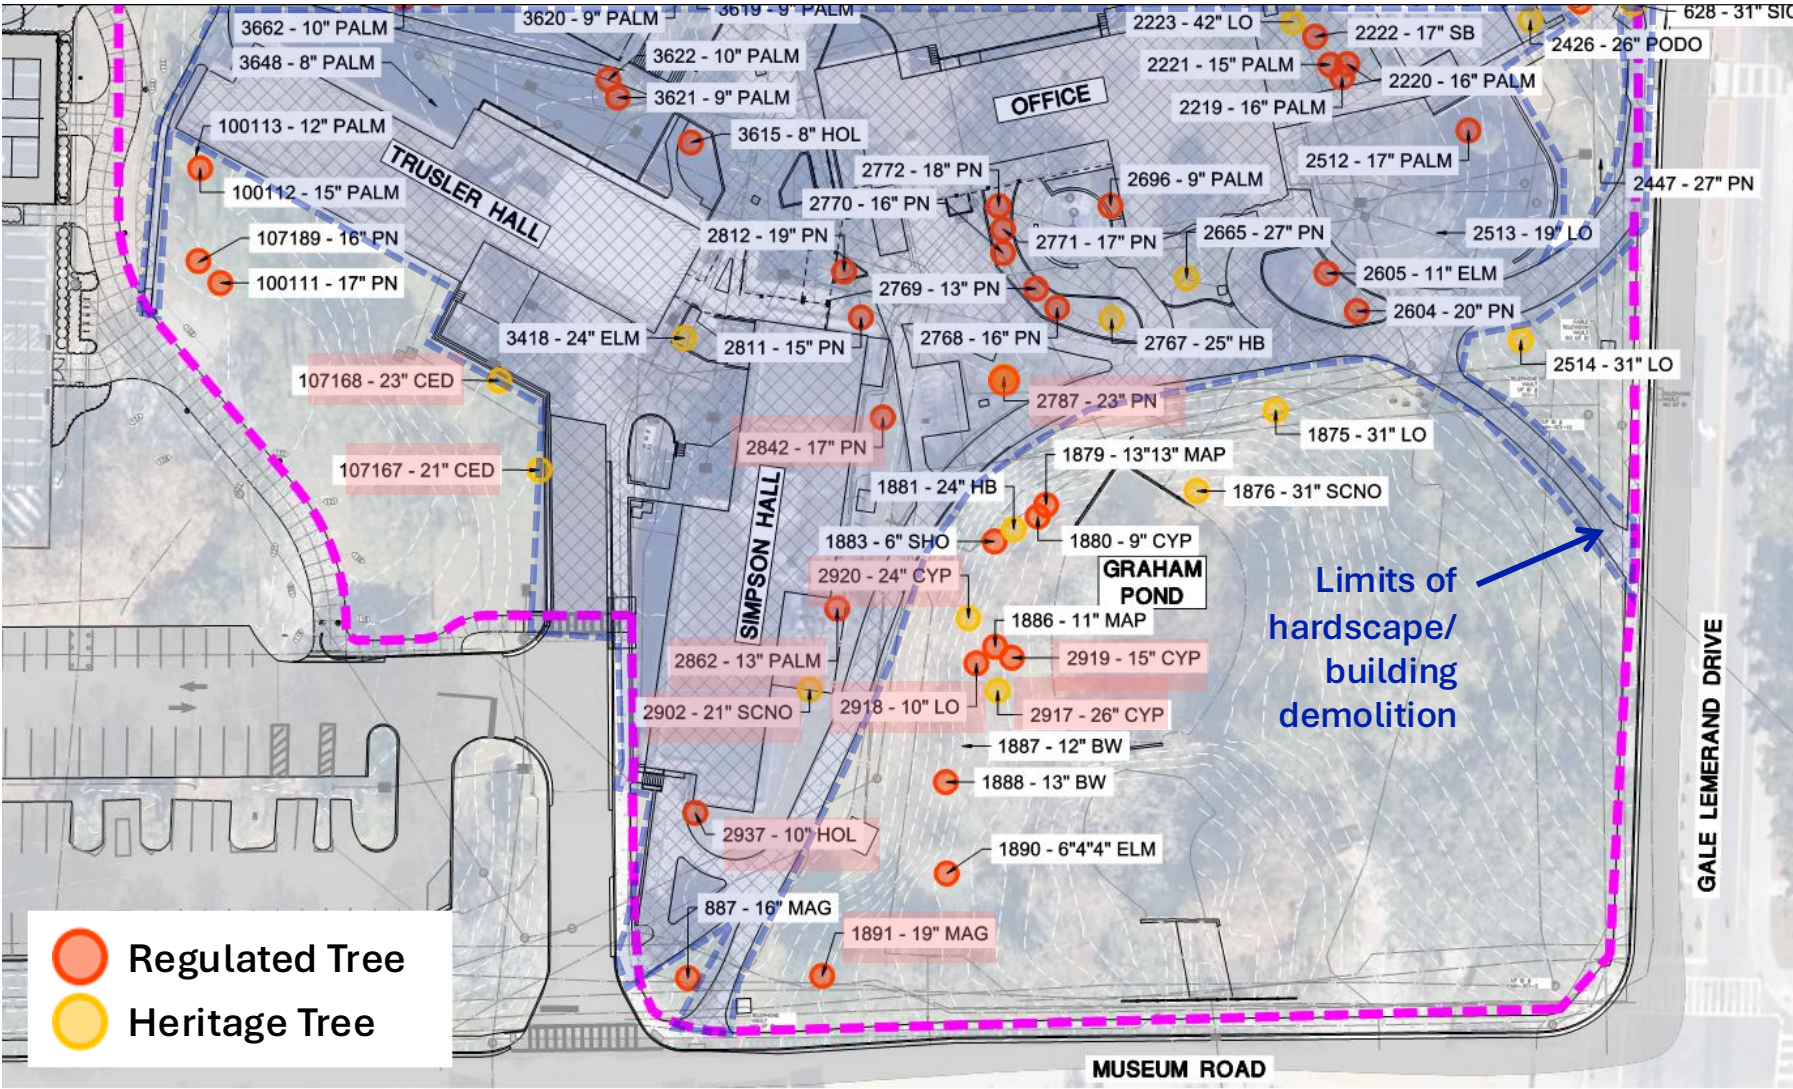 3662 - 10" PALM
3620 - 9" PALM
3619 - 9" PALM
2223 - 42" LO
2222 - 17" SB
628 - 31"
2426 - 26" PODO
3648 - 8" PALM
3622 - 10" PALM
3621 - 9" PALM
2221 - 15" PALM
2220 - 16" PALM
2219 - 16" PALM
OFFICE
100113 - 12" PALM
3615 - 8" HOL
2512 - 17" PALM
TRUSLER HALL
2772 - 18" PN
2696 - 9" PALM
2447 - 27" PN
100112 - 15" PALM
2770 - 16" PN
107189 - 16" PN
2812 - 19" PN
2771 - 17" PN
2665 - 27" PN
2513 - 19" LO
100111 - 17" PN
2769 - 13" PN
2605 - 11" ELM
2604 - 20" PN
3418 - 24" ELM
2811 - 15" PN
2768 - 16" PN
2767 - 25" HB
2514 - 31" LO
107168 - 23" CED
2787 - 23" PN
2842 - 17" PN
1875 - 31" LO
1879 - 13"13" MAP
107167 - 21" CED
1881 - 24" HB
1876 - 31" SCNO
SIMPSON HALL
1883 - 6" SHO
1880 - 9" CYP
2920 - 24" CYP
GRAHAM
POND
Limits of
hardscape/
building
demolition
1886 - 11" MAP
2862 - 13" PALM
2919 - 15" CYP
2902 - 21" SCNO
2918 - 10" LO
2917 - 26" CYP
1887 - 12" BW
1888 - 13" BW
2937 - 10" HOL
1890 - 6"4"4" ELM
GALE LEMERAND DRIVE
887 - 16" MAG
1891 - 19" MAG
Regulated Tree
Heritage Tree
MUSEUM ROAD